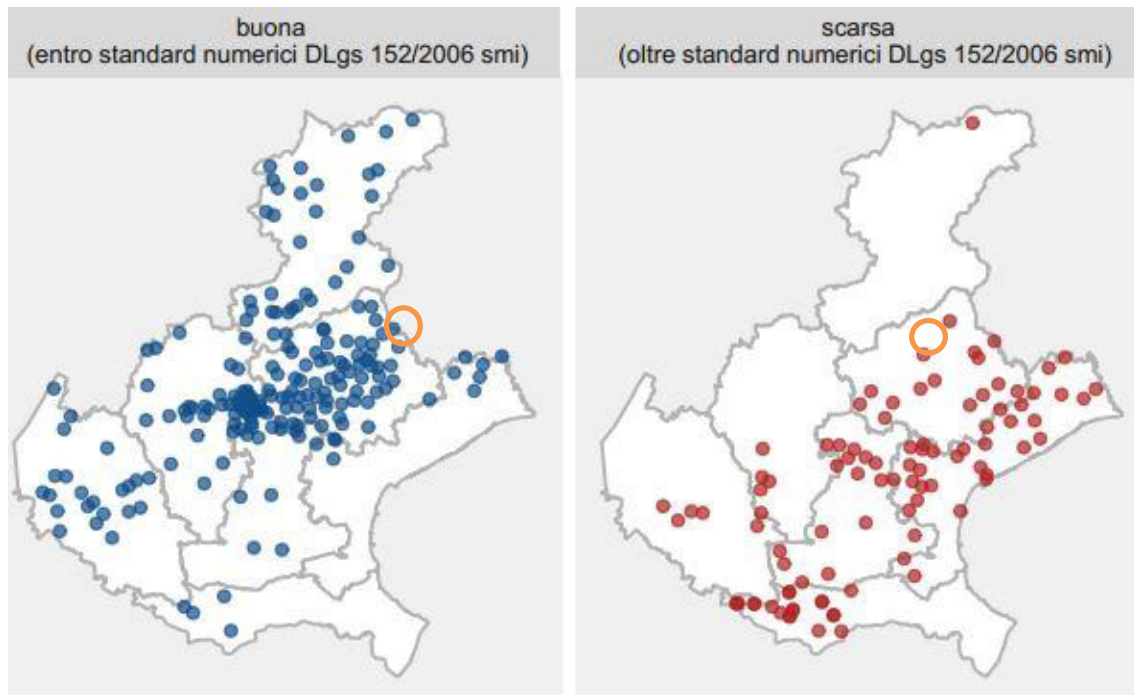 buona
(entro standard numerici DLgs 152/2006 smi)
scarsa
(oltre standard numerici DLgs 152/2006 smi)